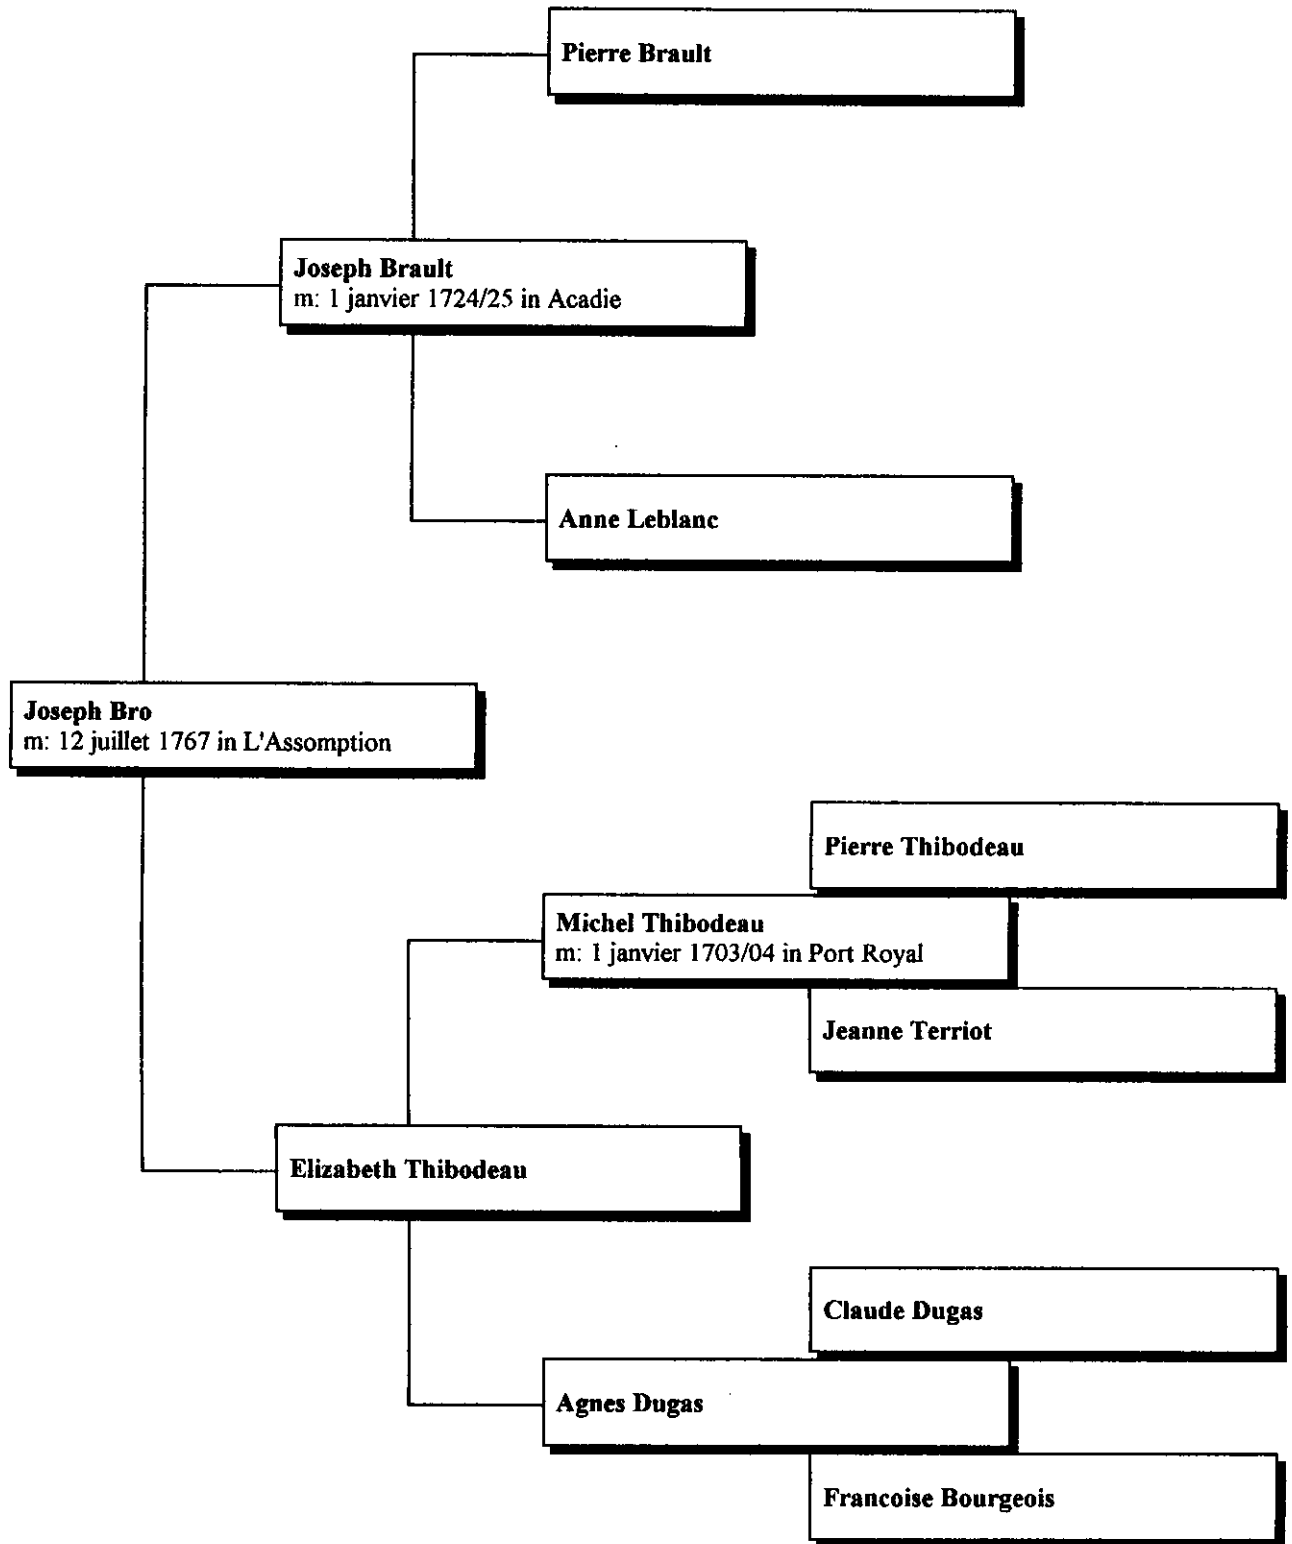 Pierre Brault
Joseph Brault
m: 1 janvier 1724/25 in Acadie
Anne Leblanc
Joseph Bro
m: 12 juillet 1767 in L'Assomption
Pierre Thibodeau
Michel Thibodeau
m: 1 janvier 1703/04 in Port Royal
Jeanne Terriot
Elizabeth Thibodeau
Claude Dugas
Agnes Dugas
Francoise Bourgeois